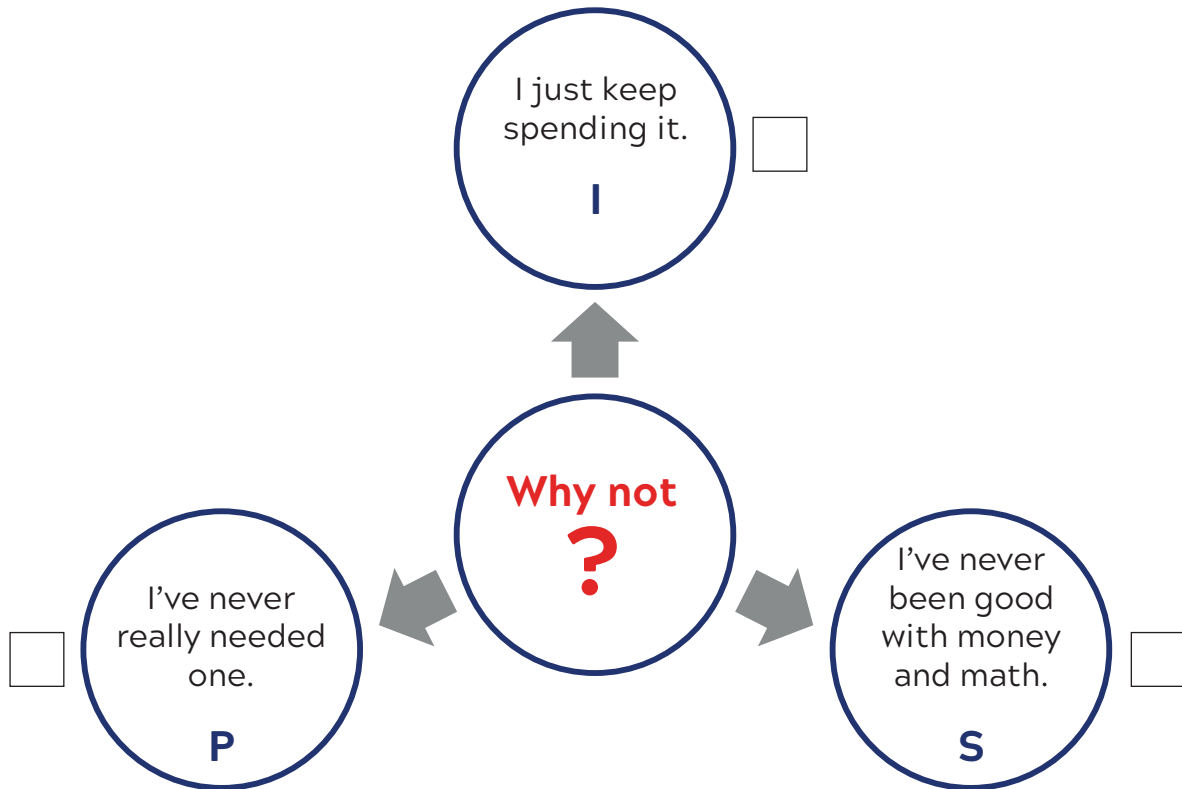 I just keep
spending it.
I
Why not
?
I've never
really needed
one.
P
I've never
been good
with money
and math.
S